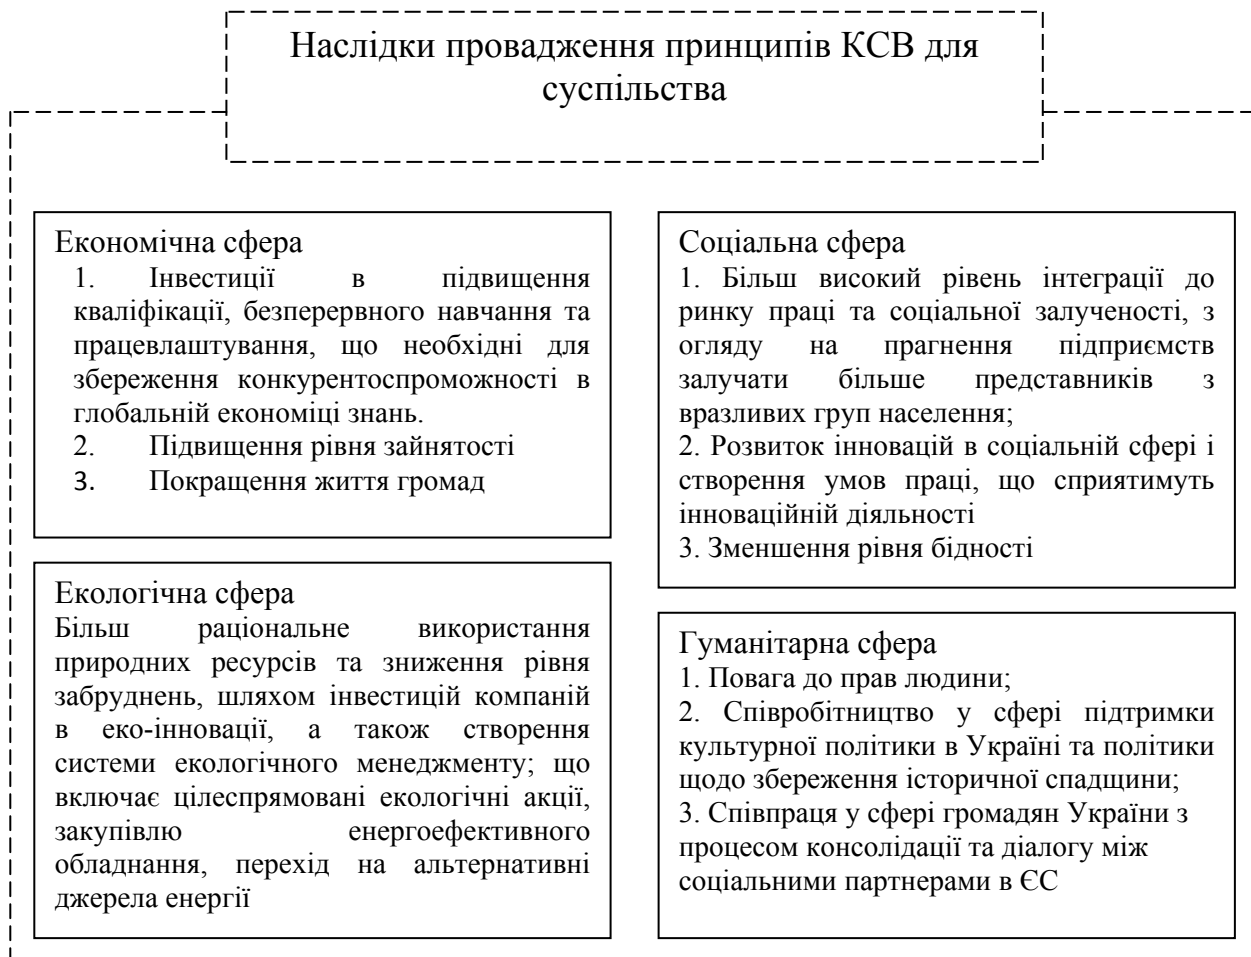 Наслідки провадження принципів КСВ для
суспільства
Економічна сфера
1. Інвестиції в підвищення
кваліфікації, безперервного навчання та
працевлаштування, що необхідні для
збереження конкурентоспроможності в
глобальній економіці знань.
2. Підвищення рівня зайнятості
3. Покращення життя громад
Екологічна сфера
Більш раціональне використання
природних ресурсів та зниження рівня
забруднень, шляхом інвестицій компаній
в еко-інновації, а також створення
системи екологічного менеджменту; що
включає цілеспрямовані екологічні акції,
закупівлю енергоефективного
обладнання, перехід на альтернативні
джерела енергії
Соціальна сфера
1. Більш високий рівень інтеграції до
ринку праці та соціальної залученості, з
огляду на прагнення підприємств
залучати більше представників з
вразливих груп населення;
2. Розвиток інновацій в соціальній сфері і
створення умов праці, що сприятимуть
інноваційній діяльності
3. Зменшення рівня бідності
Гуманітарна сфера
1. Повага до прав людини;
2. Співробітництво у сфері підтримки
культурної політики в Україні та політики
щодо збереження історичної спадщини;
3. Співпраця у сфері громадян України з
процесом консолідації та діалогу між
соціальними партнерами в ЄС